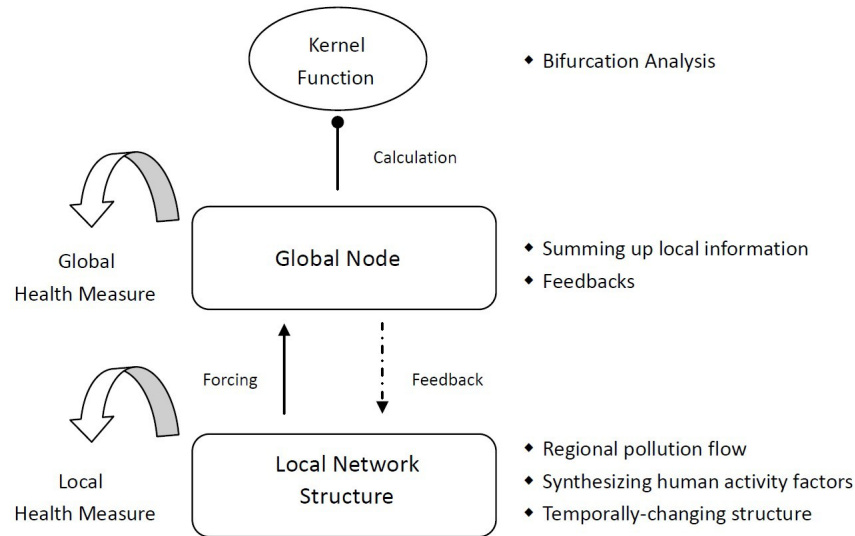 Kernel
Function
◆ Bifurcation Analysis
Calculation
Global Node
Global
Health Measure
◆ Summing up local information
◆ Feedbacks
Forcing
Feedback
Local Network
Structure
Local
Health Measure
◆ Regional pollution flow
◆ Synthesizing human activity factors
◆ Temporally-changing structure